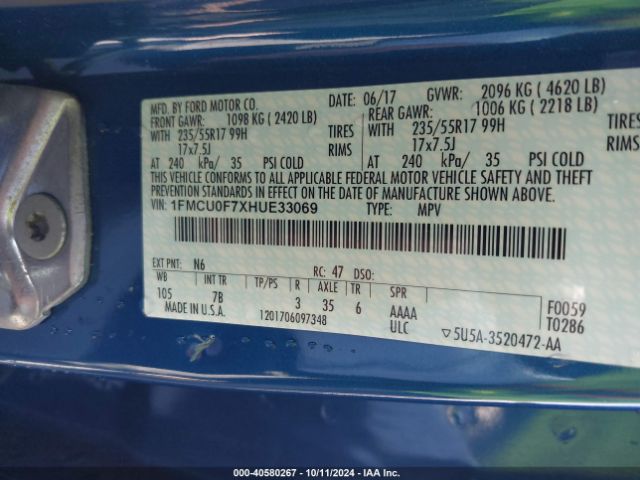 MFD. BY FORD MOTOR CO.
DATE: 06/17 GVWR: 2096 KG ( 4620 LB)
FRONT GAWR: 1098 KG ( 2420 LB)
REAR GAWR: 1006 KG ( 2218 LB)
WITH 235/55R17 99H TIRES WITH 235/55R17 99H TIRES
17x7.5J RIMS 17x7.5J RIMS
AT 240 kPa/ 35 PSI COLD AT 240 kPa/ 35 PSI COLD
THIS VEHICLE CONFORMS TO ALL APPLICABLE FEDERAL MOTOR VEHICLE SAFETY AND THEFT
PREVENTION STANDARDS IN EFFECT ON THE DATE OF MANUFACTURE SHOWN ABOVE.
VIN: 1FMCU0F7XHUE33069 TYPE: MPV
EXT PNT: N6 RC: 47 DSO:
WB INT TR TP/PS R AXLE TR SPR
105 7B 3 35 6 AAAA F0059
MADE IN U.S.A. 1201706097348 ULC T0286
▽5U5A-3520472-AA
000-40580267 - 10/11/2024 - IAA Inc.